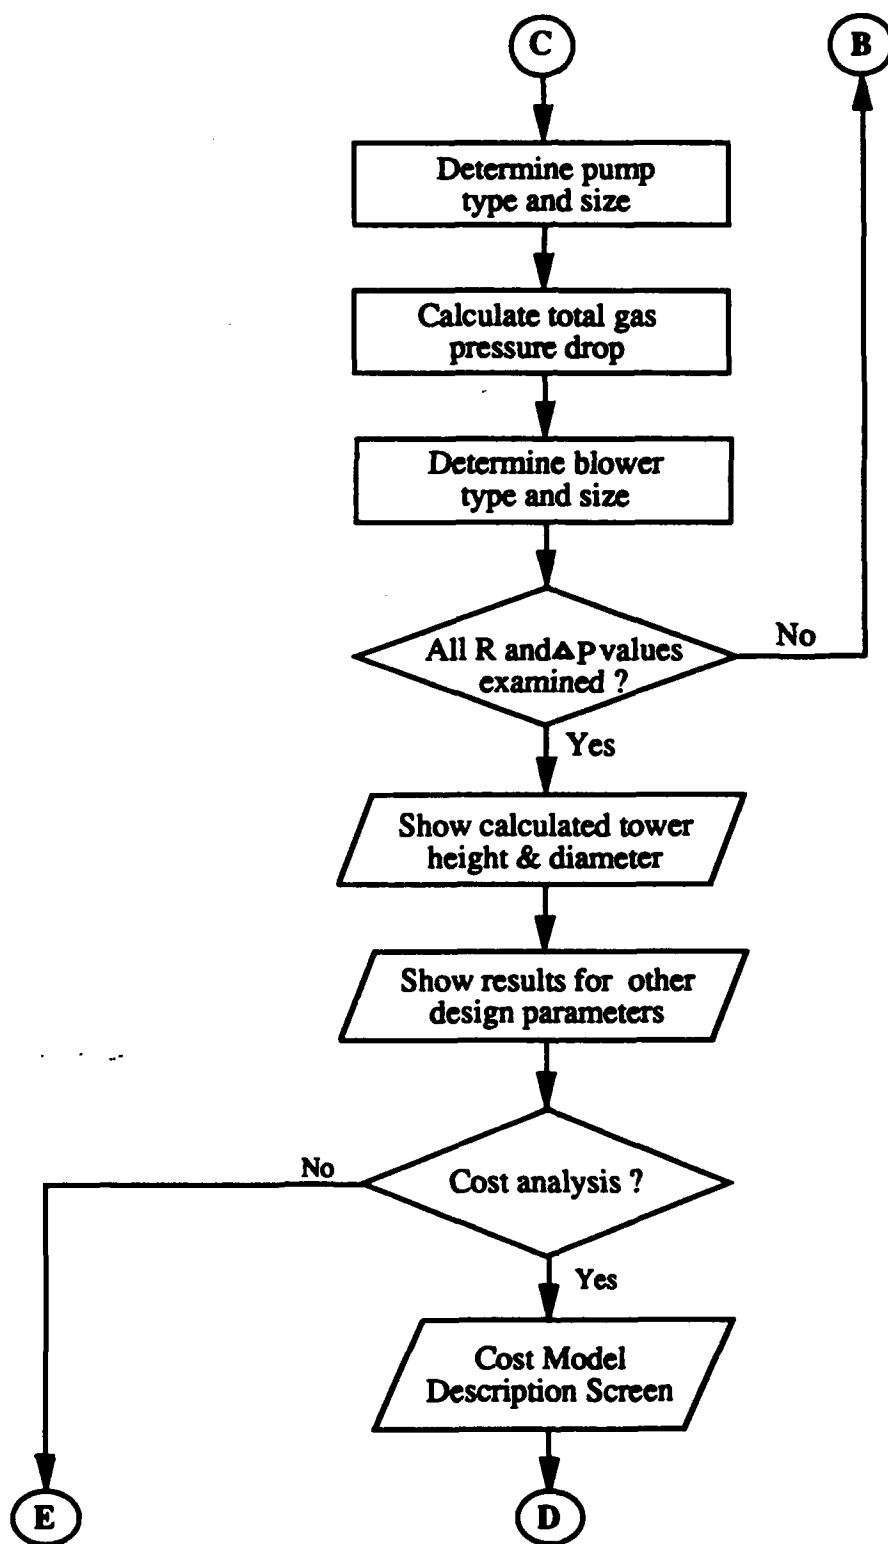 C
B
Determine pump
type and size
Calculate total gas
pressure drop
Determine blower
type and size
All R and ΔP values
examined ?
No
Yes
Show calculated tower
height & diameter
Show results for other
design parameters
No
Cost analysis ?
Yes
Cost Model
Description Screen
E
D